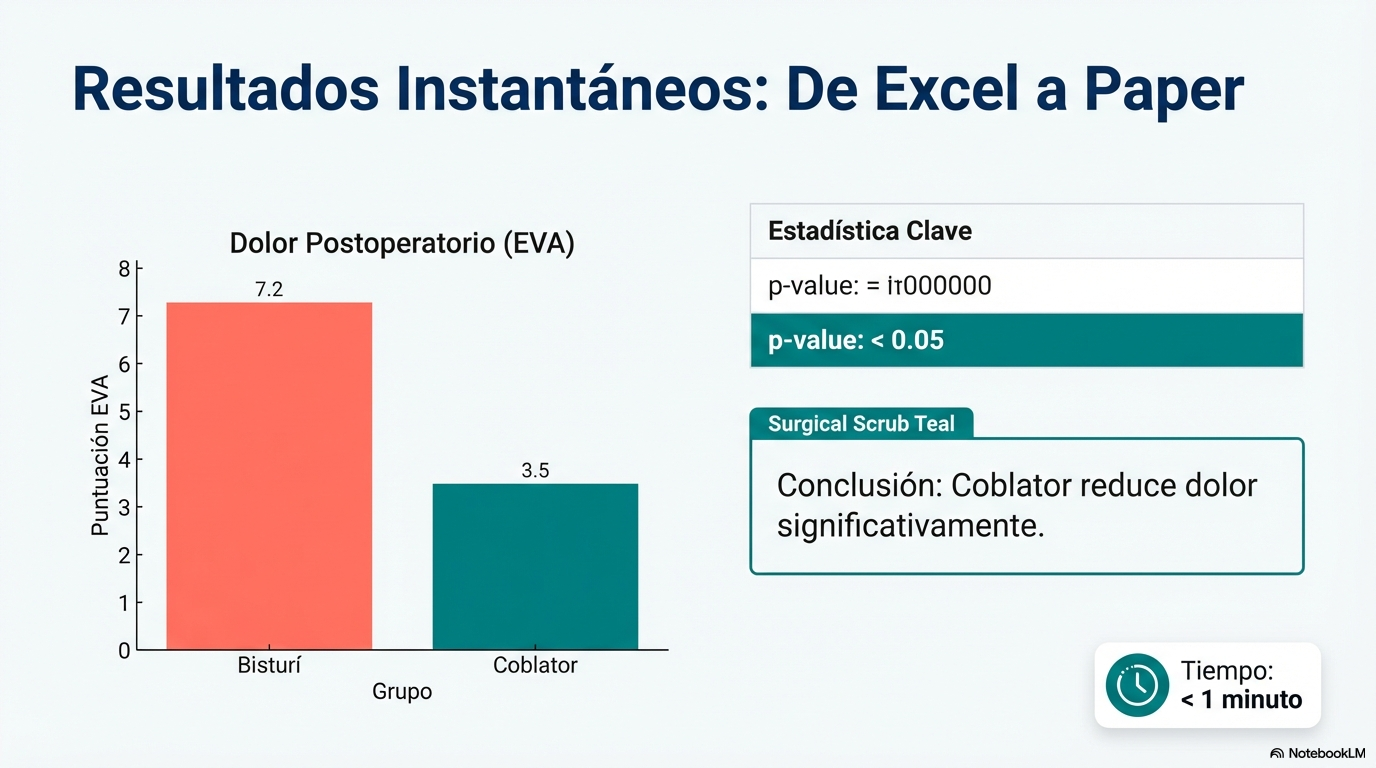 Resultados Instantáneos: De Excel a Paper
Dolor Postoperatorio (EVA)
Puntuación EVA
8
7
6
5
4
3
2
1
0
7.2
3.5
Bisturí
Coblator
Grupo
Estadística Clave
p-value: =
p-value: < 0.05
Surgical Scrub Teal
Conclusión: Coblator reduce dolor
significativamente.
Tiempo:
< 1 minuto
NotebookLM